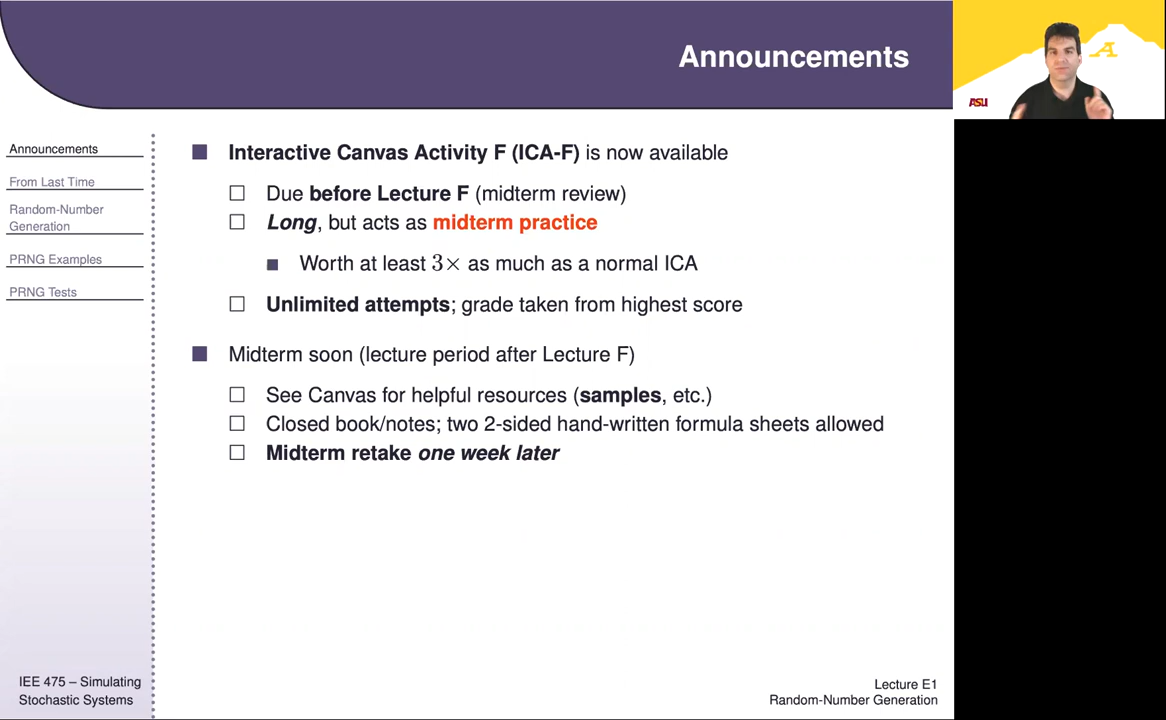 Announcements
A
ASU
Announcements
From Last Time
Random-Number
Generation
PRNG Examples
PRNG Tests
Interactive Canvas Activity F (ICA-F) is now available
Due before Lecture F (midterm review)
Long, but acts as midterm practice
Worth at least 3× as much as a normal ICA
Unlimited attempts; grade taken from highest score
Midterm soon (lecture period after Lecture F)
See Canvas for helpful resources (samples, etc.)
Closed book/notes; two 2-sided hand-written formula sheets allowed
Midterm retake one week later
IEE 475 – Simulating
Stochastic Systems
Lecture E1
Random-Number Generation